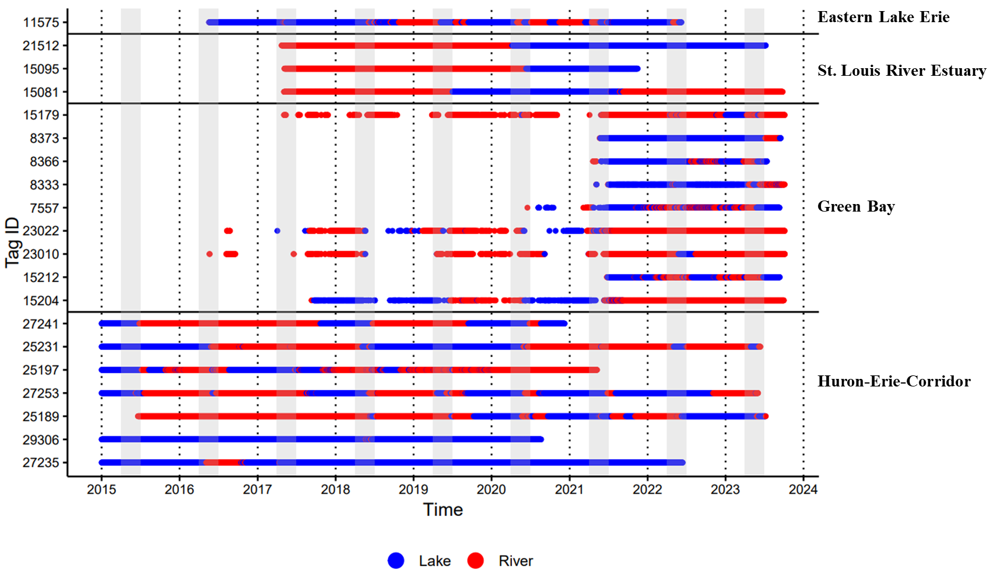 11575
Eastern Lake Erie
21512
15095
St. Louis River Estuary
15081
15179
8373
8366
8333
7557
Green Bay
23022
23010
15212
15204
27241
25231
25197
Huron-Erie-Corridor
27253
25189
29306
27235
Tag ID
2015 2016 2017 2018 2019 2020 2021 2022 2023 2024
Time
Lake River